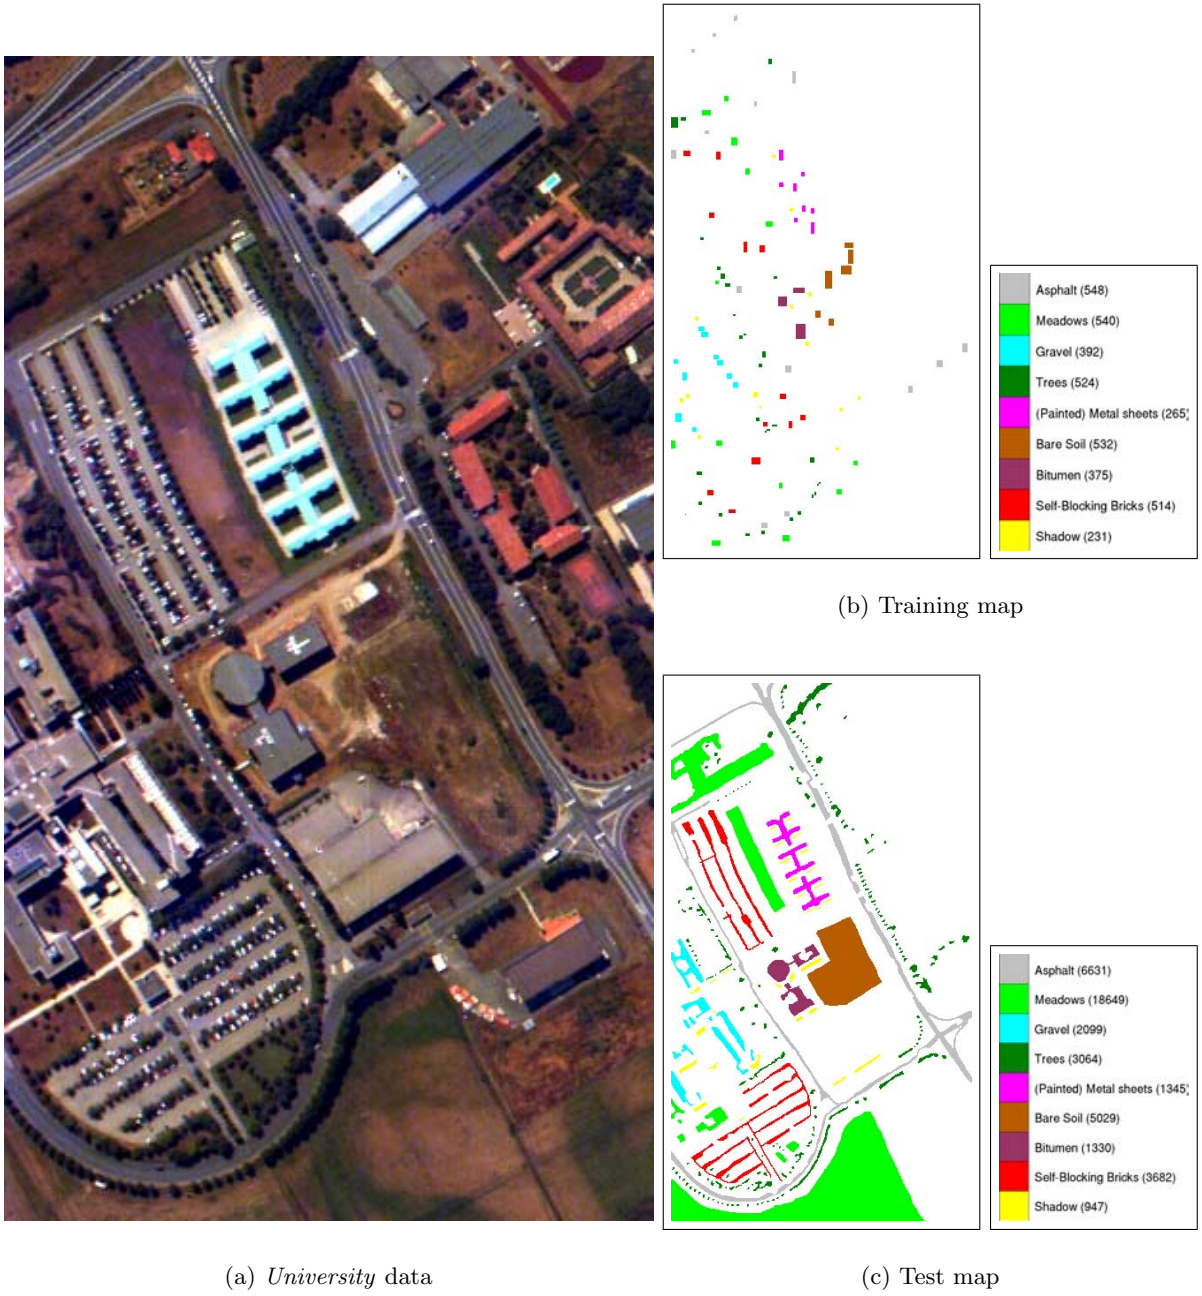 Asphalt (548)
Meadows (540)
Gravel (392)
Trees (524)
(Painted) Metal sheets (265)
Bare Soil (532)
Bitumen (375)
Self-Blocking Bricks (514)
Shadow (231)
(b) Training map
Asphalt (6631)
Meadows (18649)
Gravel (2099)
Trees (3064)
(Painted) Metal sheets (1345)
Bare Soil (5029)
Bitumen (1330)
Self-Blocking Bricks (3682)
Shadow (947)
(a) University data
(c) Test map